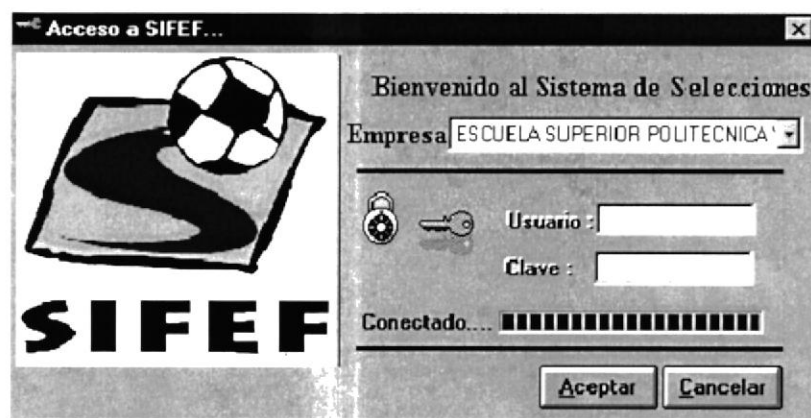 Acceso a SIFEF...
Bienvenido al Sistema de Selecciones
Empresa ESCUELA SUPERIOR POLITECNICA
Usuario :
Clave :
SIFEF
Conectado....
Aceptar Cancelar